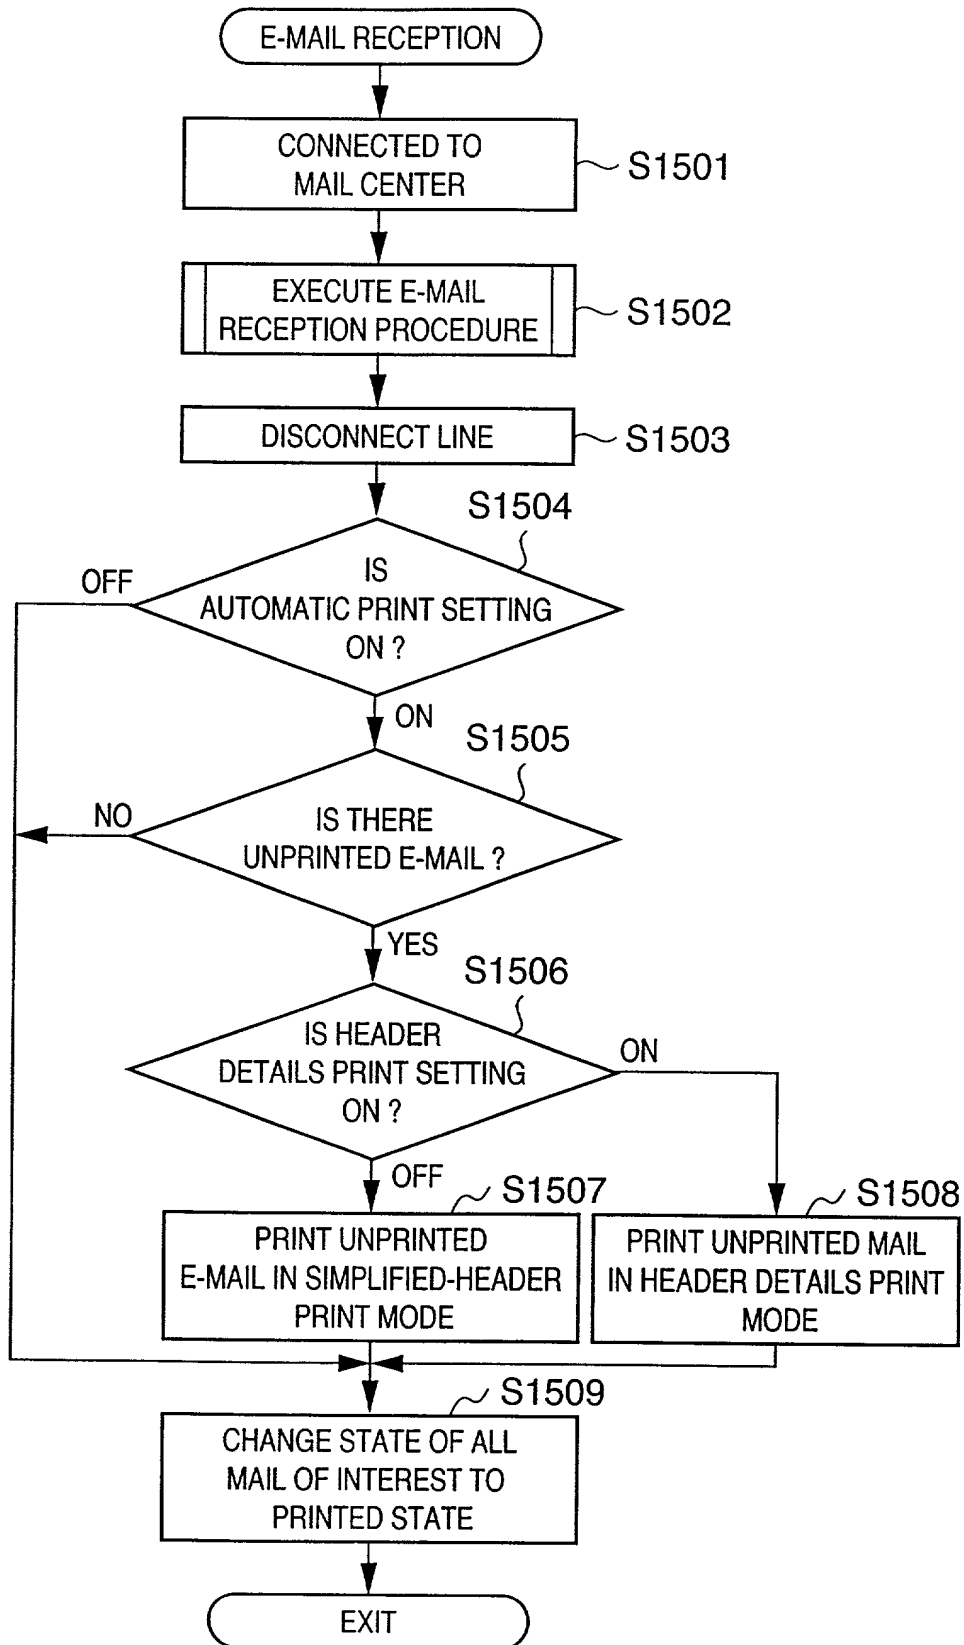 E-MAIL RECEPTION
CONNECTED TO
MAIL CENTER
S1501
EXECUTE E-MAIL
RECEPTION PROCEDURE
S1502
DISCONNECT LINE
S1503
S1504
OFF
IS
AUTOMATIC PRINT SETTING
ON ?
ON
S1505
NO
IS THERE
UNPRINTED E-MAIL ?
YES
S1506
IS HEADER
DETAILS PRINT SETTING
ON ?
ON
OFF
S1507
PRINT UNPRINTED
E-MAIL IN SIMPLIFIED-HEADER
PRINT MODE
S1508
PRINT UNPRINTED MAIL
IN HEADER DETAILS PRINT
MODE
S1509
CHANGE STATE OF ALL
MAIL OF INTEREST TO
PRINTED STATE
EXIT